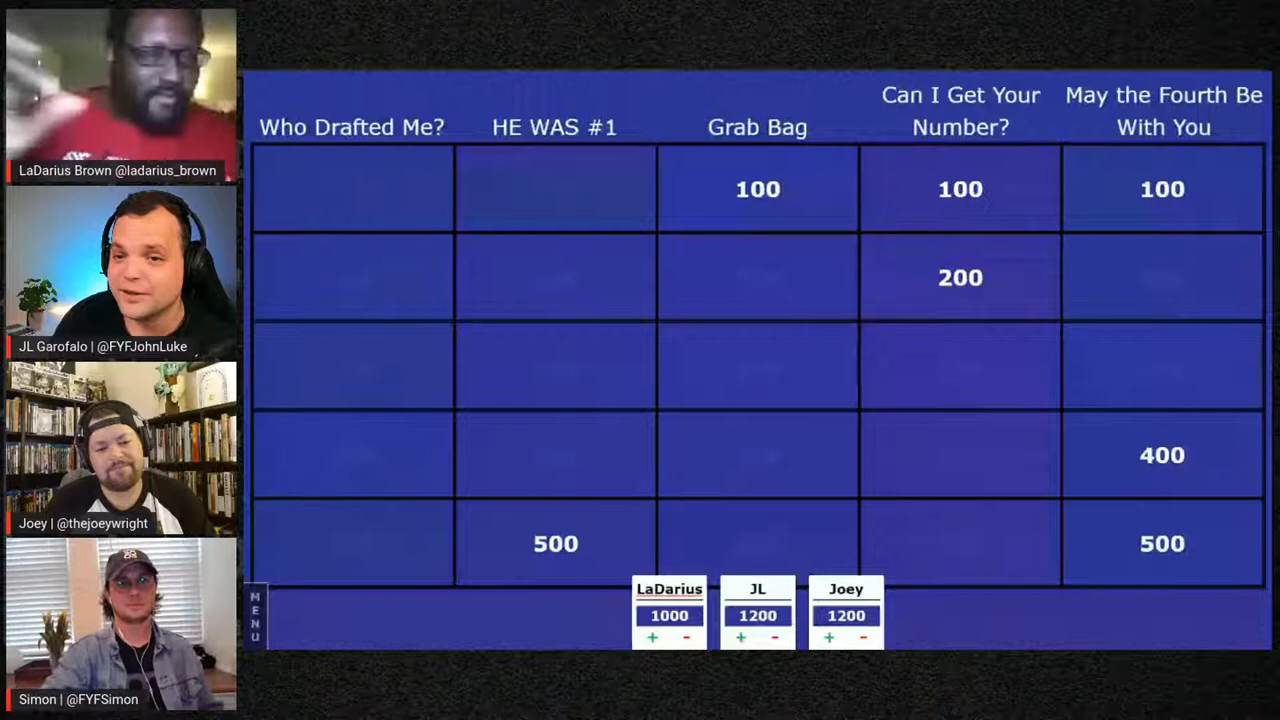 LaDarius Brown @ladarius_brown
JL Garofalo | @FYFJohnLuke
Joey | @thejoeywright
Simon | @FYFSimon
Who Drafted Me?
HE WAS #1
Grab Bag
Can I Get Your
Number?
May the Fourth Be
With You
100
100
100
200
400
500
500
MENU
LaDarius
1000
+ -
JL
1200
+ -
Joey
1200
+ -